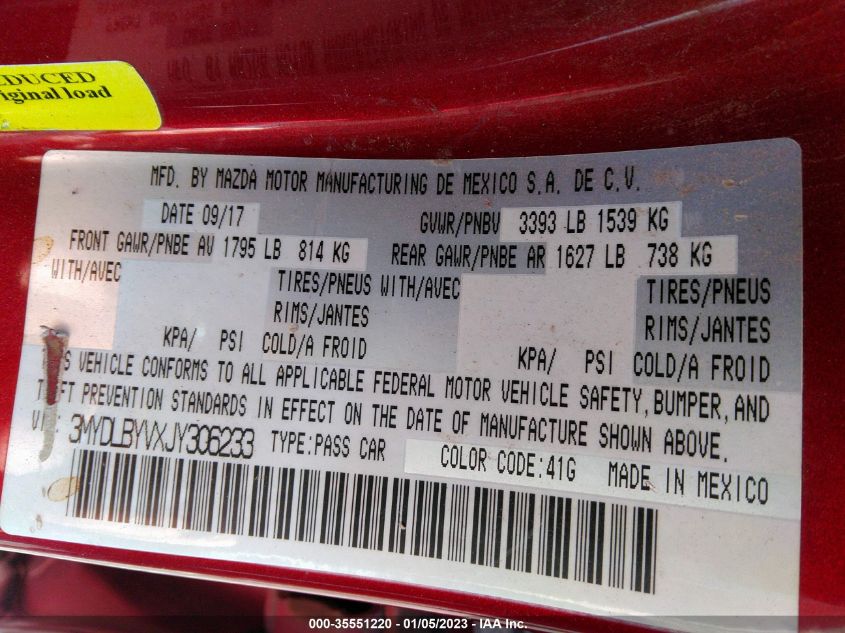 EDUCED
riginal load
MFD. BY MAZDA MOTOR MANUFACTURING DE MEXICO S.A. DE C.V.
DATE 09/17 GVWR/PNBV 3393 LB 1539 KG
FRONT GAWR/PNBE AV 1795 LB 814 KG REAR GAWR/PNBE AR 1627 LB 738 KG
WITH/AVEC TIRES/PNEUS WITH/AVEC TIRES/PNEUS
RIMS/JANTES RIMS/JANTES
KPA/ PSI COLD/A FROID KPA/ PSI COLD/A FROID
S VEHICLE CONFORMS TO ALL APPLICABLE FEDERAL MOTOR VEHICLE SAFETY, BUMPER, AND
T FT PREVENTION STANDARDS IN EFFECT ON THE DATE OF MANUFACTURE SHOWN ABOVE.
VI : 3MYDLBYVXJY306233 TYPE:PASS CAR COLOR CODE:41G MADE IN MEXICO
000-35551220 - 01/05/2023 - IAA Inc.